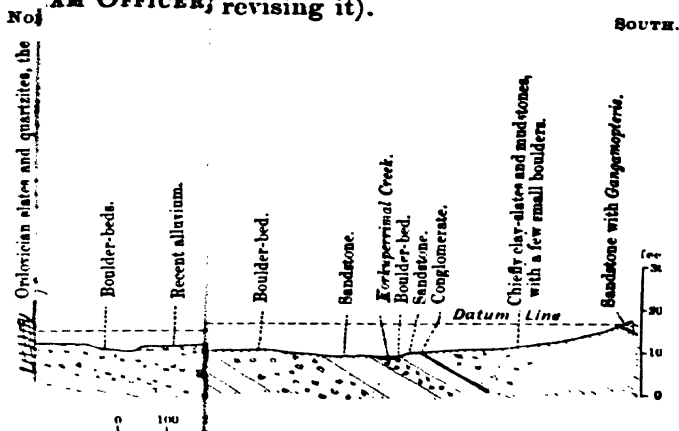 OFFICER, revising it).
SOUTH.
Ordovician slates and quartzites, the
Boulder-beds.
Recent alluvium.
Boulder-bed.
Sandstone.
Korkuperrimal Creek.
Boulder-bed.
Sandstone.
Conglomerate.
Chiefly clay-slates and mudstones,
with a few small boulders.
Sandstone with Gangamopteris.
Datum Line
20
10
0
0 100